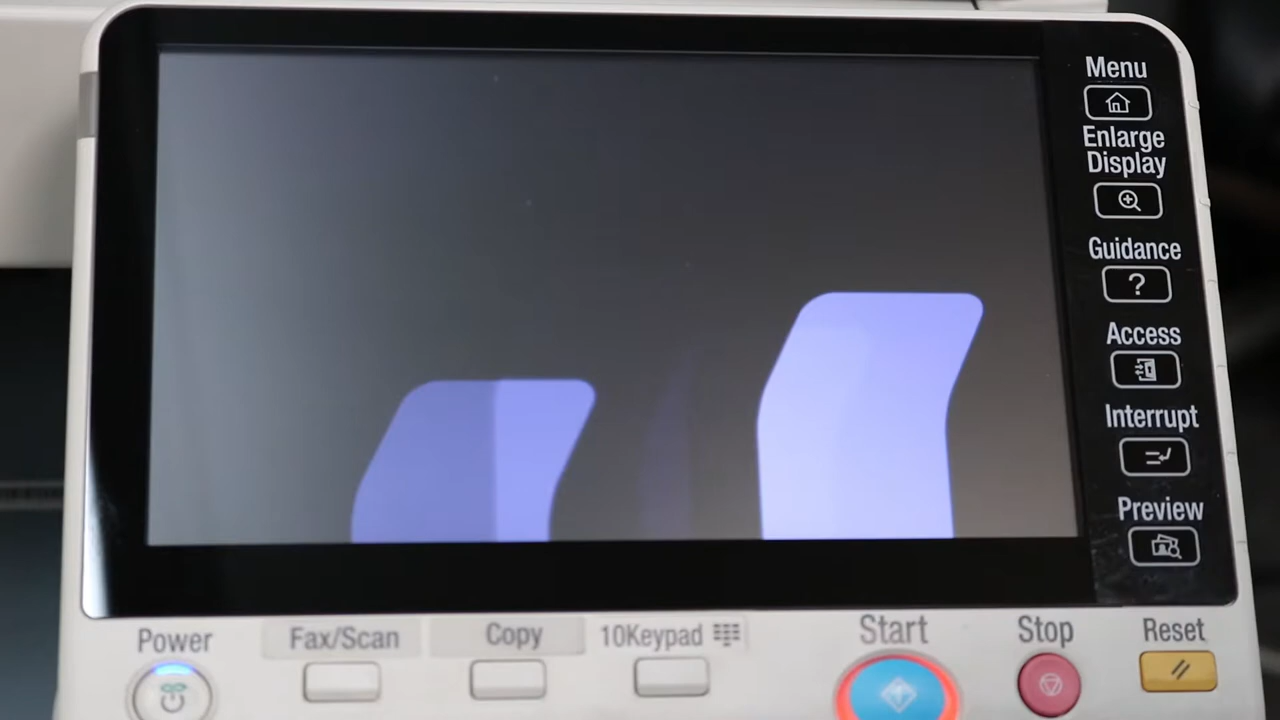 Menu
Enlarge
Display
Guidance
?
Access
Interrupt
Preview
Power
Fax/Scan
Copy
10Keypad
Start
Stop
Reset